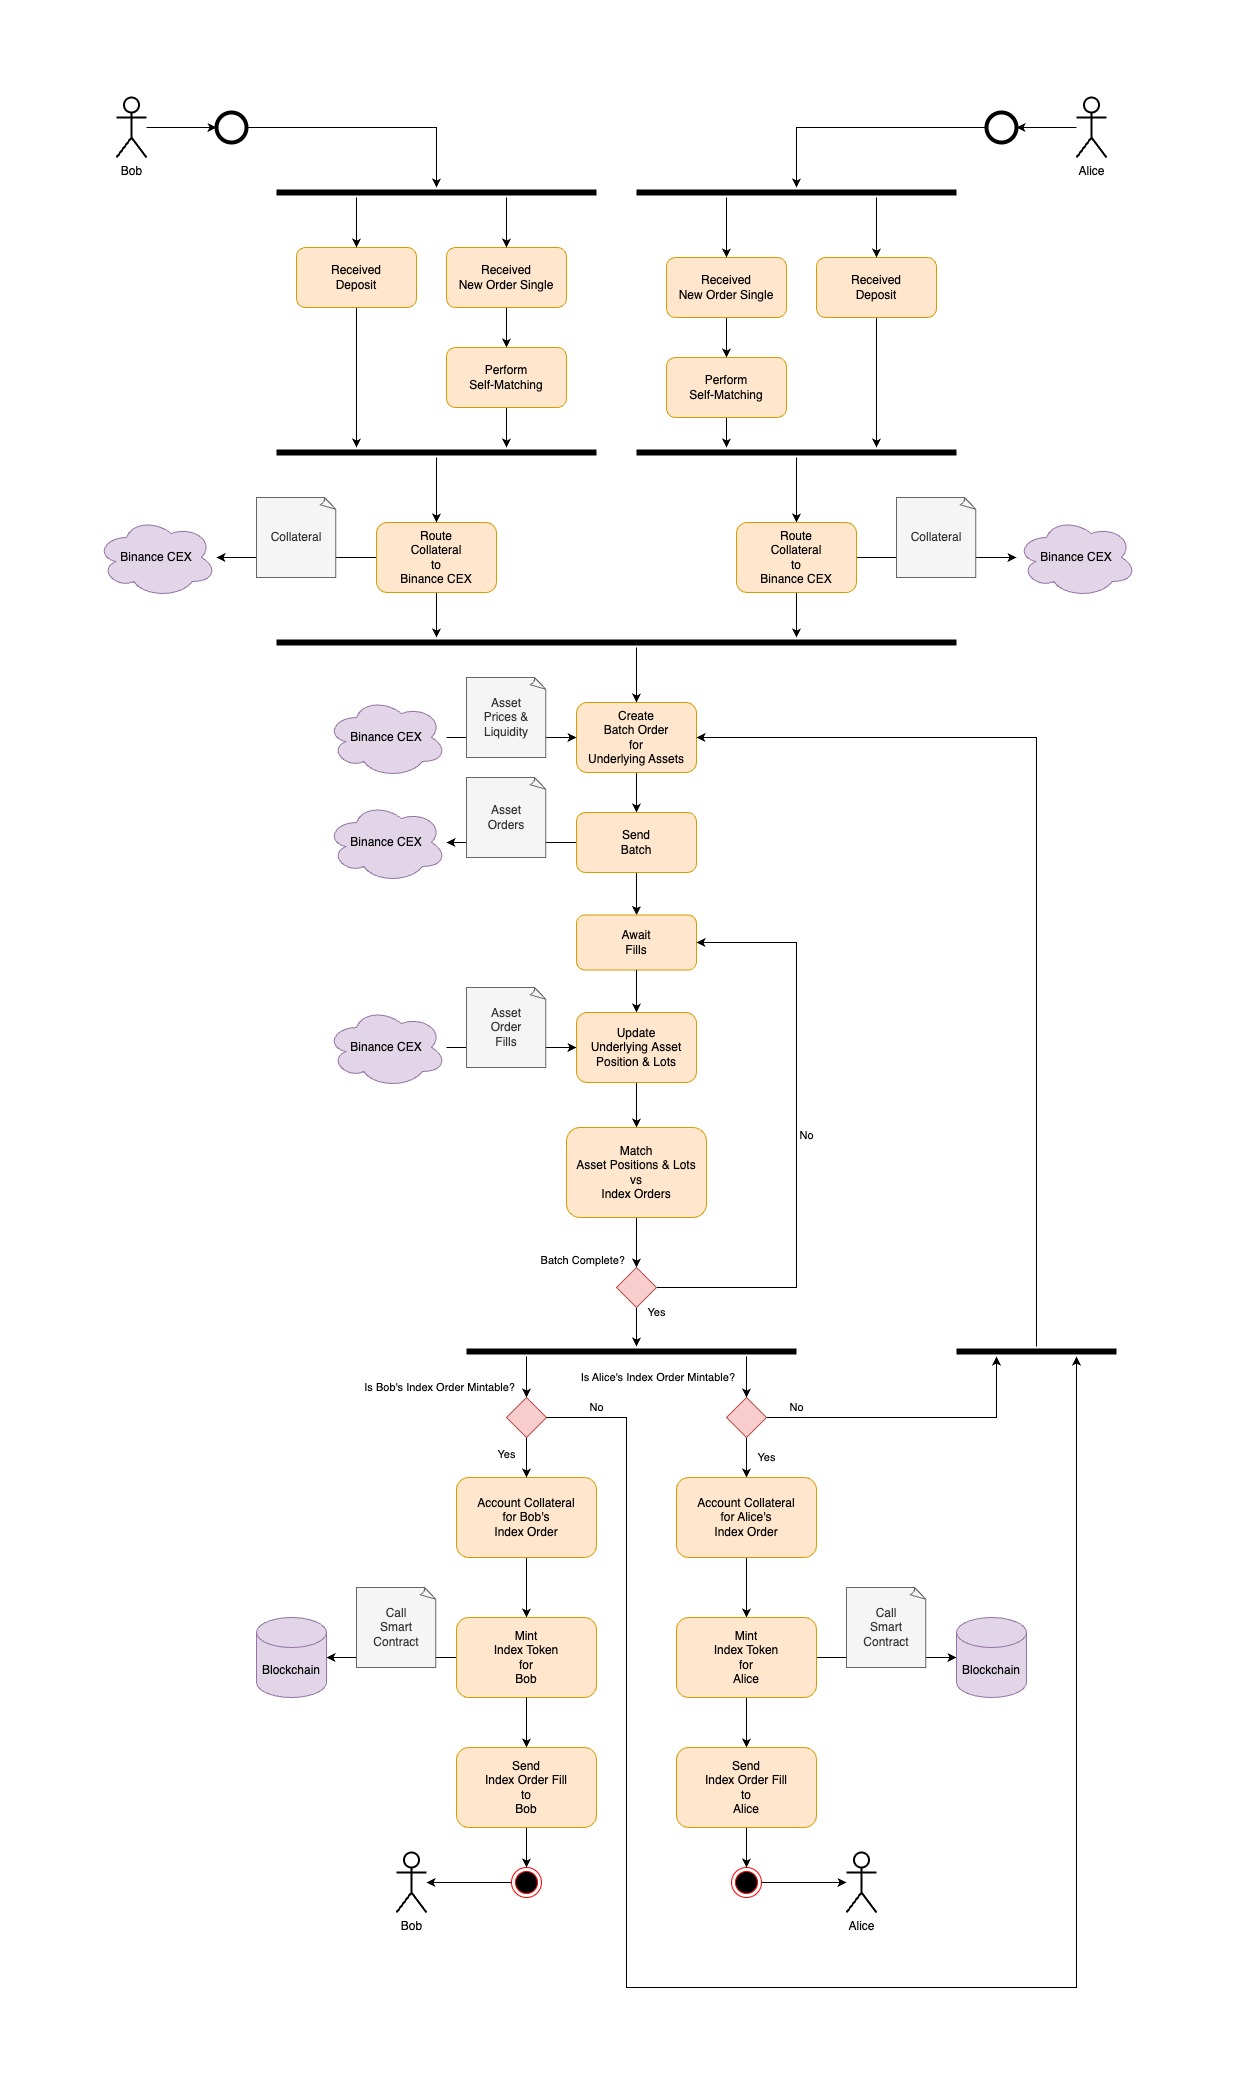 Bob
Alice
Received
Deposit
Received
New Order Single
Received
New Order Single
Received
Deposit
Perform
Self-Matching
Perform
Self-Matching
Binance CEX
Collateral
Route
Collateral
to
Binance CEX
Route
Collateral
to
Binance CEX
Collateral
Binance CEX
Binance CEX
Asset
Prices &
Liquidity
Create
Batch Order
for
Underlying Assets
Binance CEX
Asset
Orders
Send
Batch
Await
Fills
Binance CEX
Asset
Order
Fills
Update
Underlying Asset
Position & Lots
No
Match
Asset Positions & Lots
vs
Index Orders
Batch Complete?
Yes
Is Bob's Index Order Mintable?
Is Alice's Index Order Mintable?
No
No
Yes
Yes
Account Collateral
for Bob's
Index Order
Account Collateral
for Alice's
Index Order
Blockchain
Call
Smart
Contract
Mint
Index Token
for
Bob
Mint
Index Token
for
Alice
Call
Smart
Contract
Blockchain
Send
Index Order Fill
to
Bob
Send
Index Order Fill
to
Alice
Bob
Alice